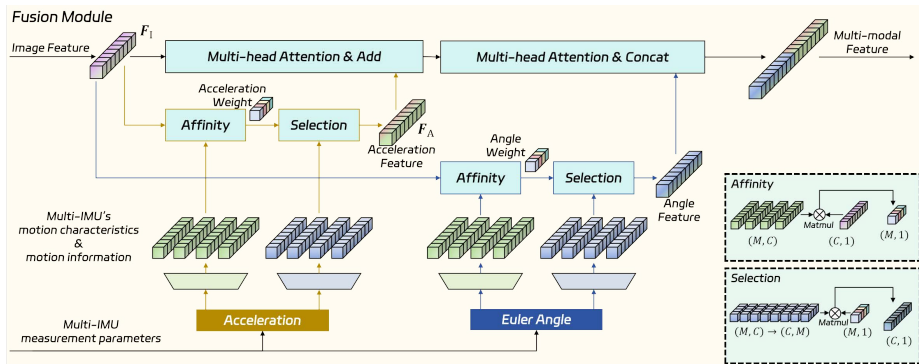 Fusion Module
Image Feature
F_I
Multi-head Attention & Add
Multi-head Attention & Concat
Multi-modal
Feature
Acceleration
Weight
Affinity
Selection
F_A
Acceleration
Feature
Angle
Weight
Affinity
Selection
Angle
Feature
Multi-IMU's
motion characteristics
&
motion information
Acceleration
Euler Angle
Multi-IMU
measurement parameters
Affinity
Matmul
(M, C)
(C, 1)
(M, 1)
Selection
Matmul
(M, C) → (C, M)
(M, 1)
(C, 1)